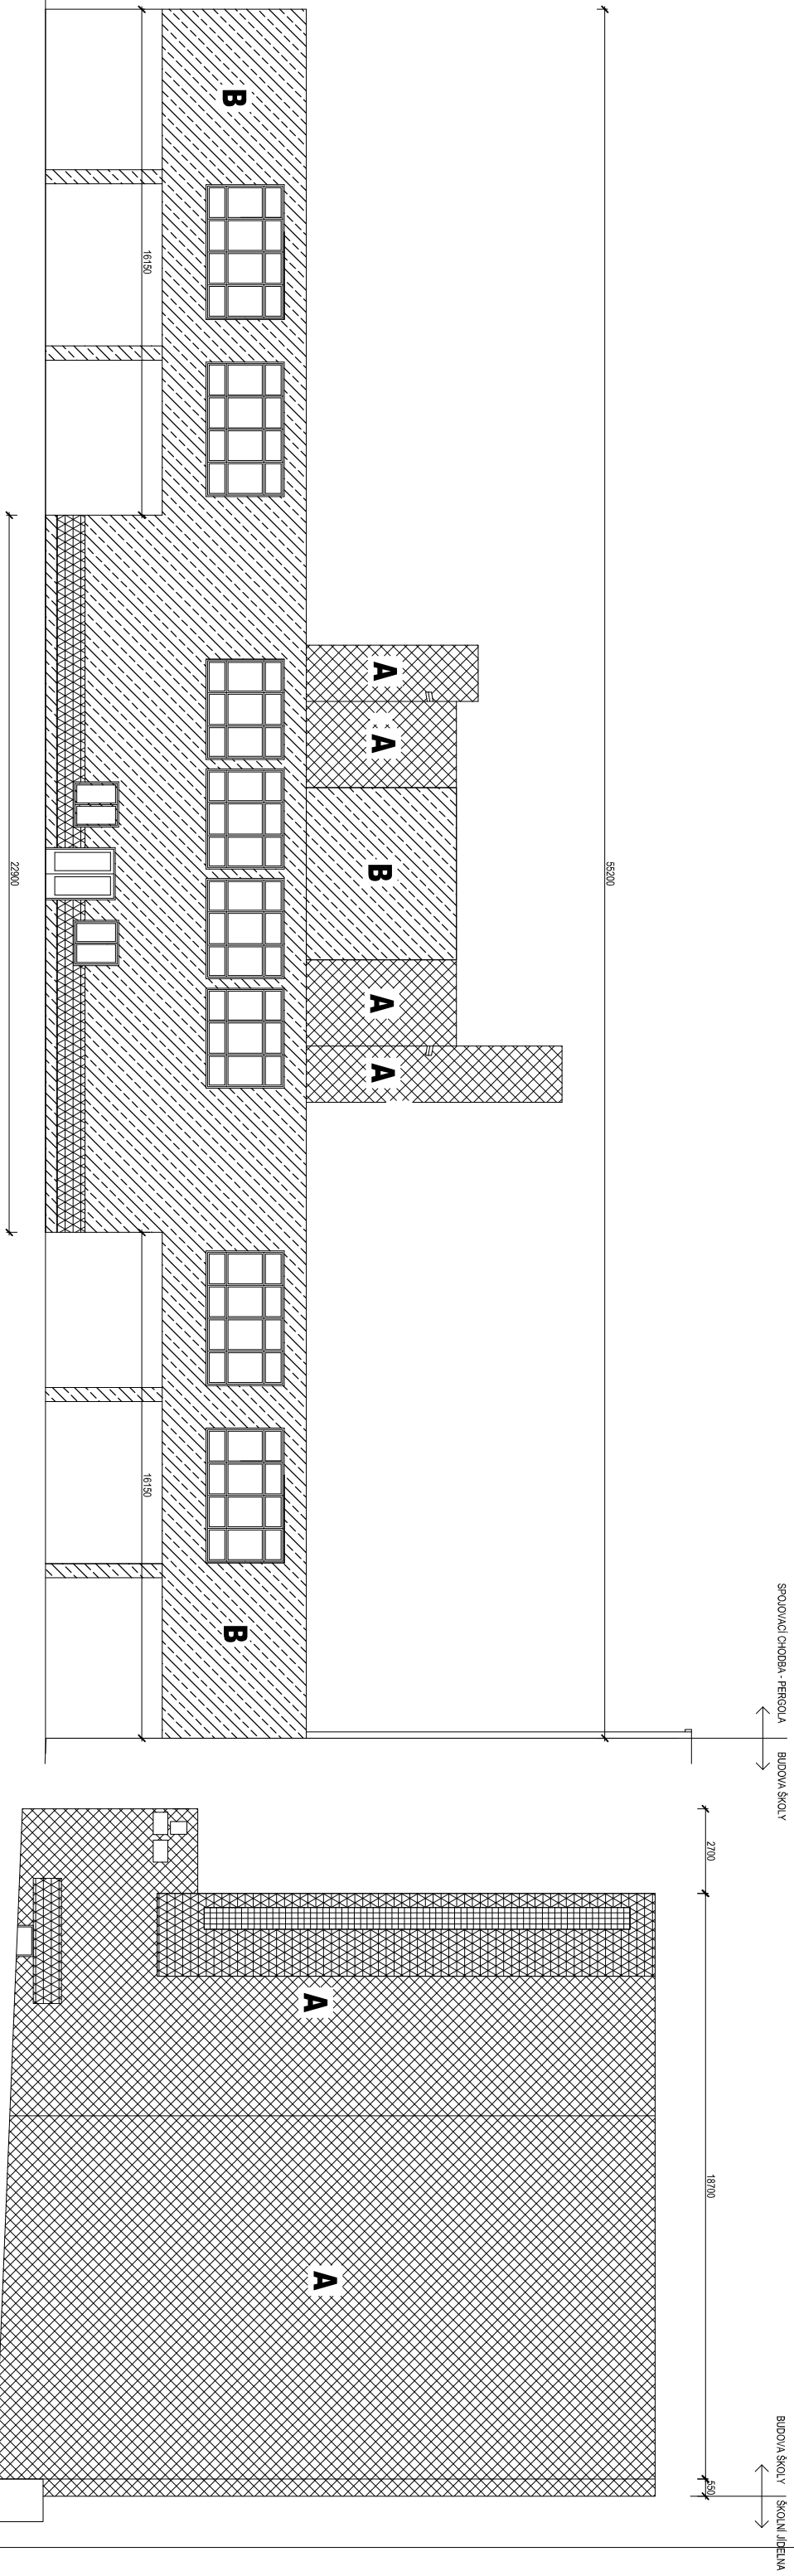 SPOJOVACÍ CHODBA - PERGOLA
BUDOVA ŠKOLY
BUDOVA ŠKOLY
ŠKOLNÍ JÍDELNA
55200
2700
18700
550
A
A
B
A
A
A
A
B
B
16150
16150
22900